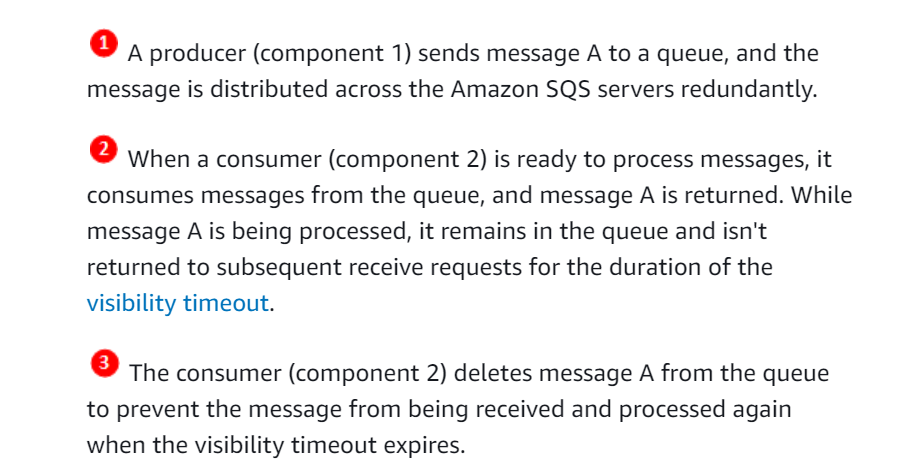 1 A producer (component 1) sends message A to a queue, and the
message is distributed across the Amazon SQS servers redundantly.
2 When a consumer (component 2) is ready to process messages, it
consumes messages from the queue, and message A is returned. While
message A is being processed, it remains in the queue and isn't
returned to subsequent receive requests for the duration of the
visibility timeout.
3 The consumer (component 2) deletes message A from the queue
to prevent the message from being received and processed again
when the visibility timeout expires.